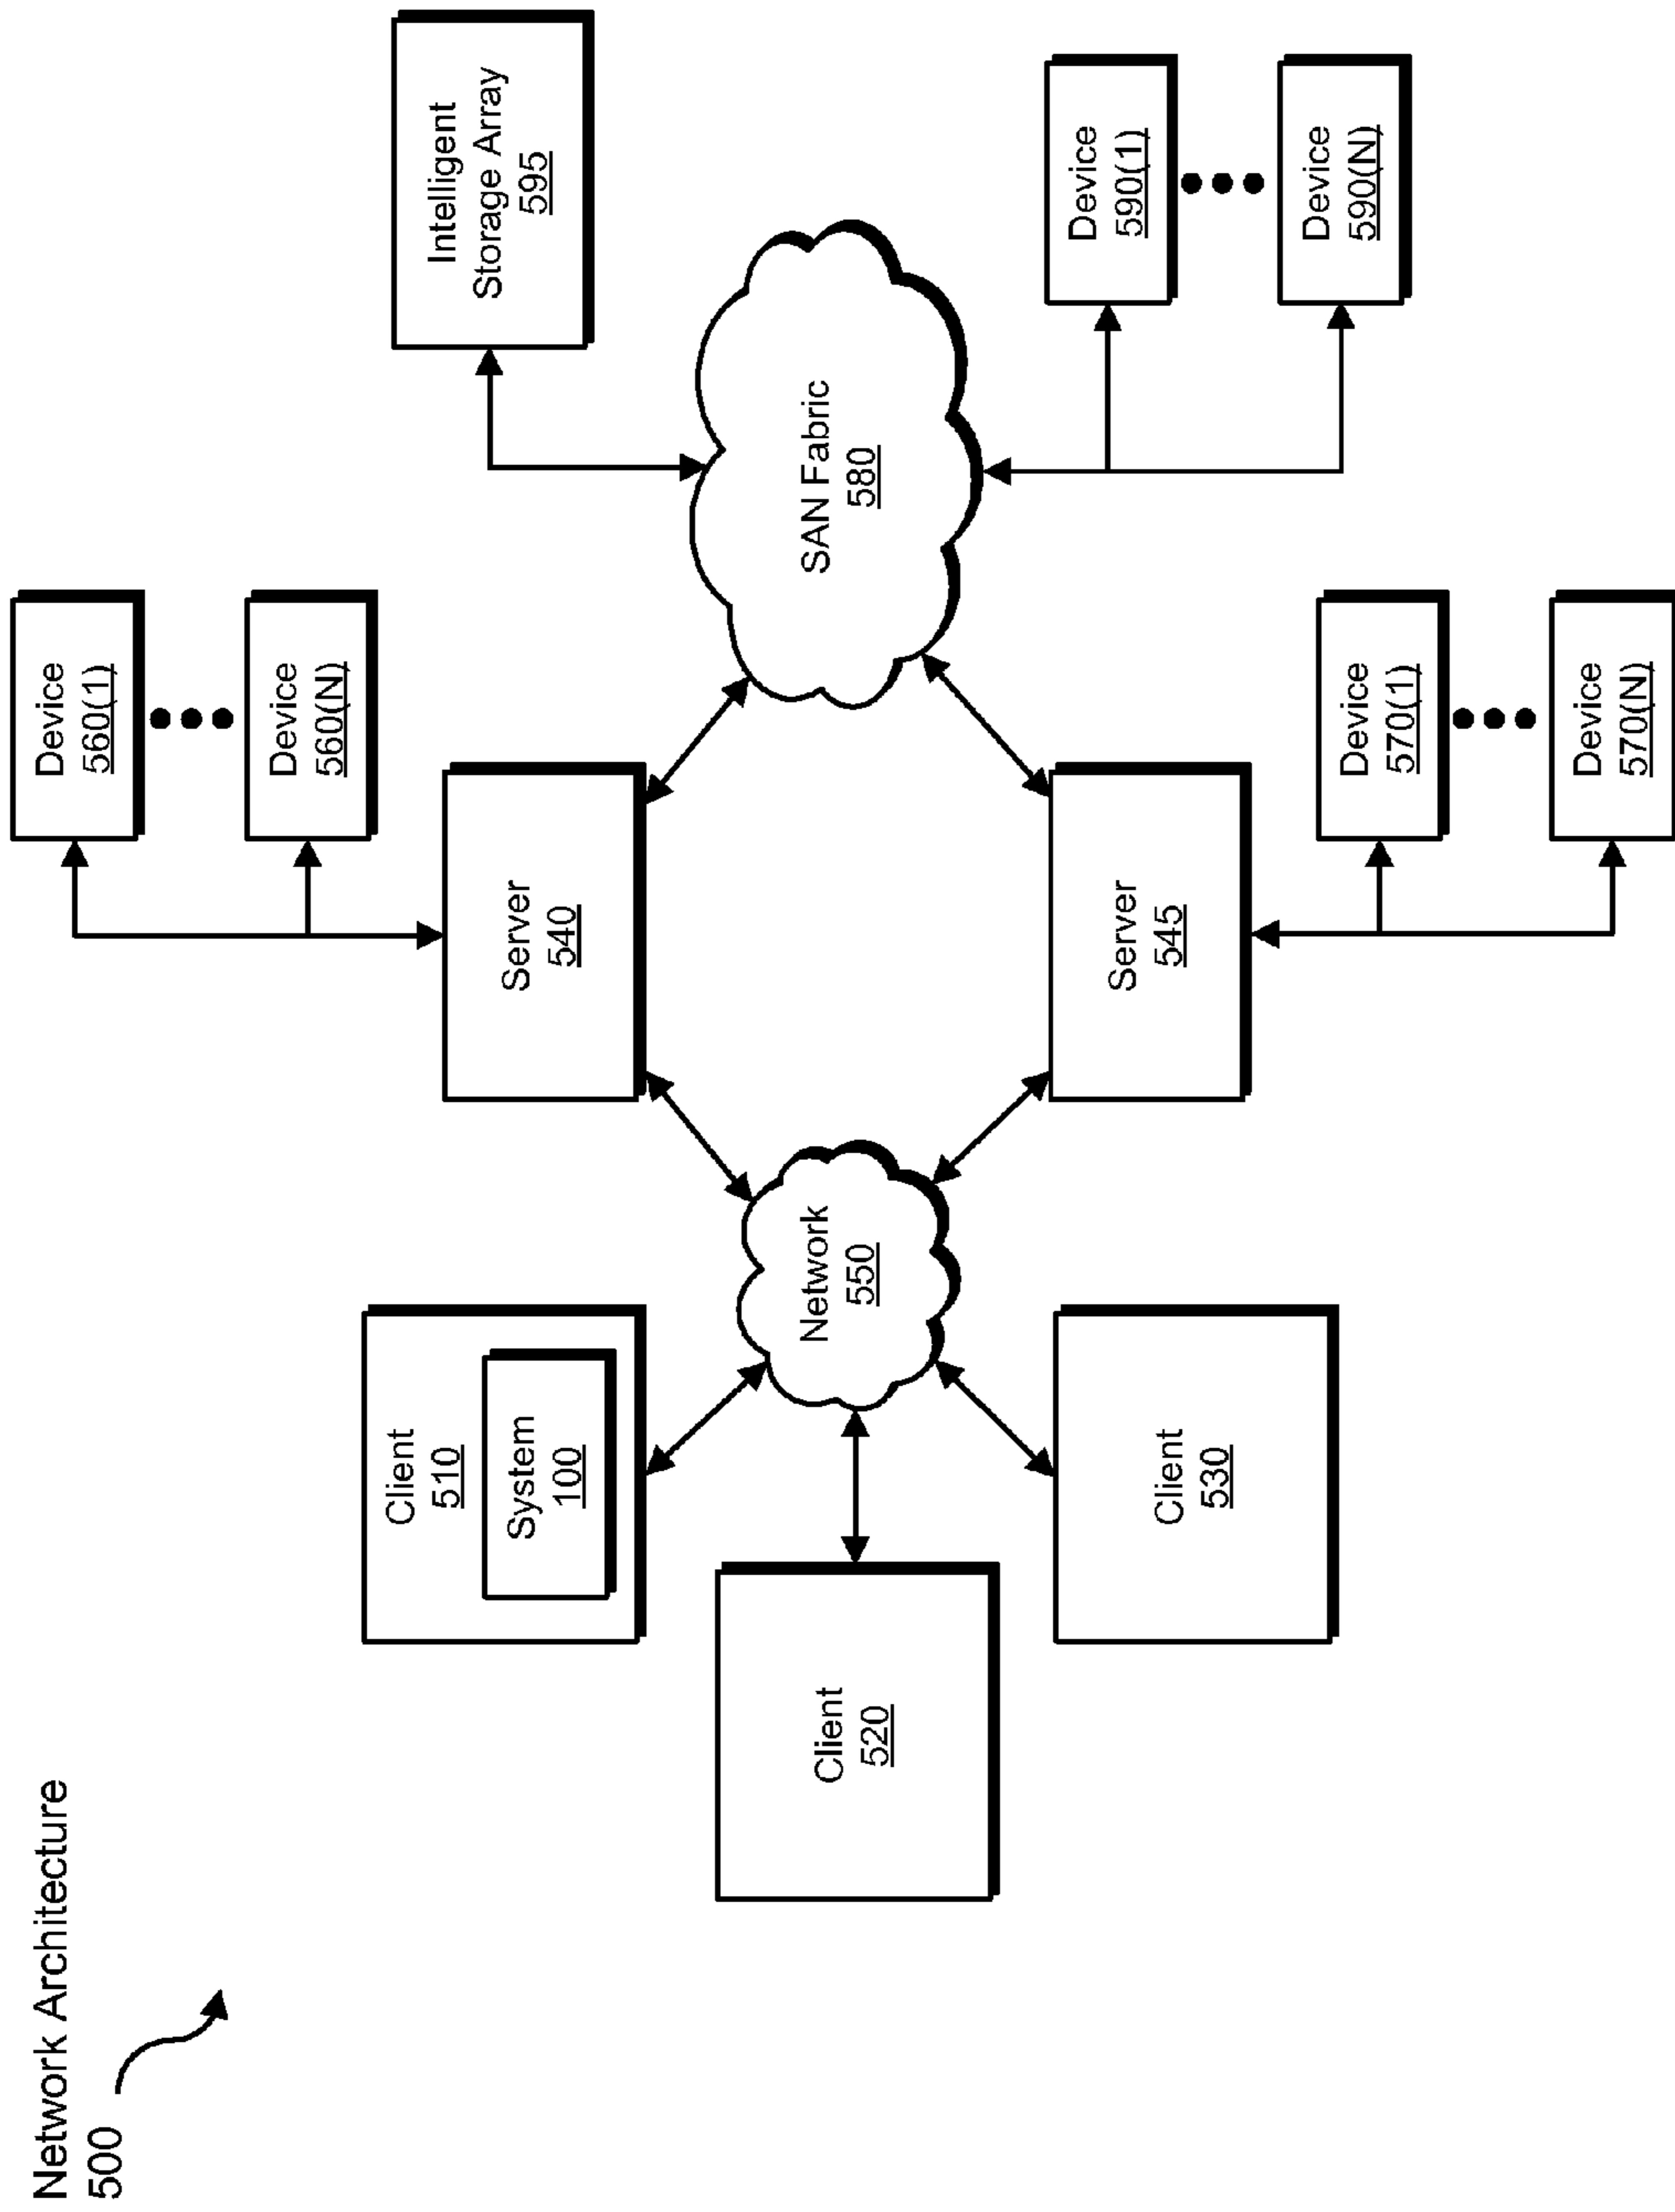 Network Architecture
500
Client
510
System
100
Client
520
Client
530
Network
550
Server
540
Server
545
Device
560(1)
Device
560(N)
Device
570(1)
Device
570(N)
SAN Fabric
580
Intelligent
Storage Array
595
Device
590(1)
Device
590(N)